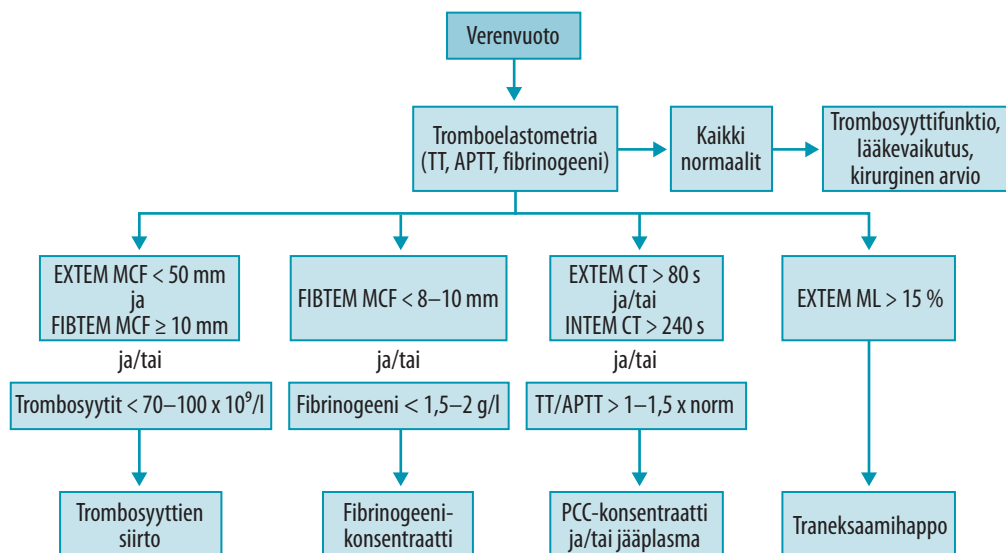 Verenvuoto
Tromboelastometria
(TT, APTT, fibrinogeeni)
Kaikki
normaalit
Trombosyyttifunktio,
lääkevaikutus,
kirurginen arvio
EXTEM MCF < 50 mm
ja
FIBTEM MCF ≥ 10 mm
ja/tai
Trombosyytit < 70–100 x 10⁹/l
Trombosyyttien
siirto
FIBTEM MCF < 8–10 mm
ja/tai
Fibrinogeeni < 1,5–2 g/l
Fibrinogeeni-
konsentraatti
EXTEM CT > 80 s
ja/tai
INTEM CT > 240 s
ja/tai
TT/APTT > 1–1,5 x norm
PCC-konsentraatti
ja/tai jääplasma
EXTEM ML > 15 %
Traneksaamihappo